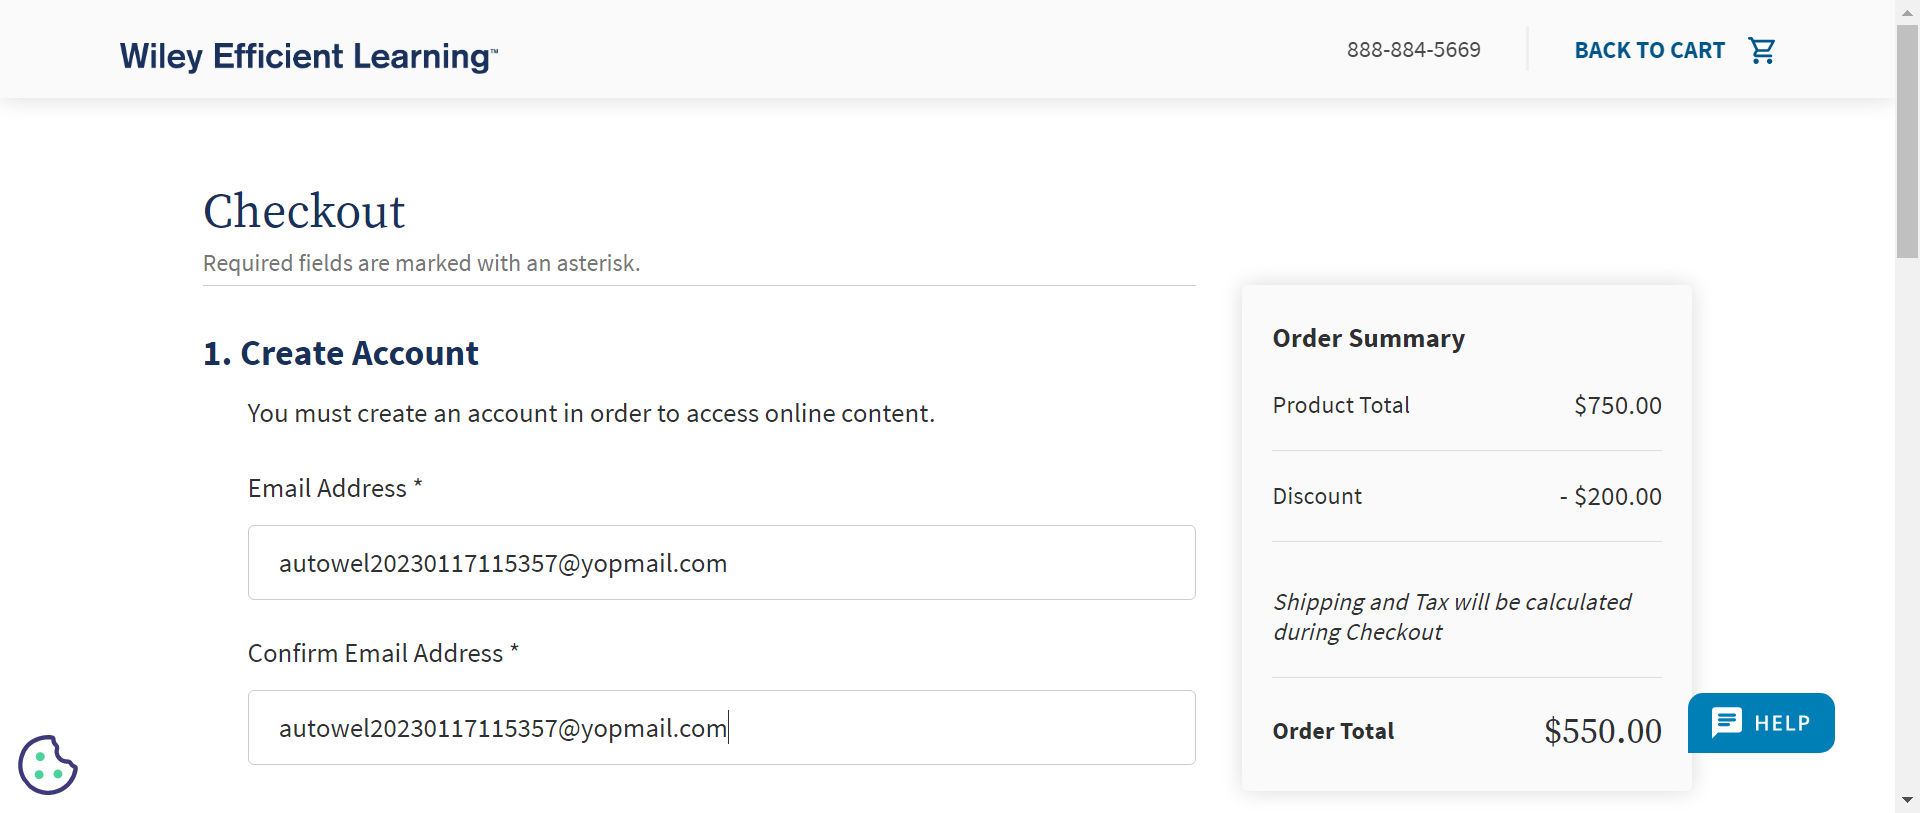 Wiley Efficient Learning™
888-884-5669
BACK TO CART
Checkout
Required fields are marked with an asterisk.
1. Create Account
You must create an account in order to access online content.
Email Address *
autowel20230117115357@yopmail.com
Confirm Email Address *
autowel20230117115357@yopmail.com
Order Summary
Product Total $750.00
Discount - $200.00
Shipping and Tax will be calculated
during Checkout
Order Total $550.00
HELP